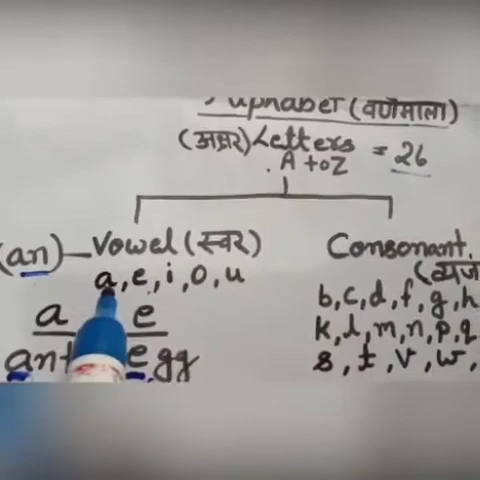 Alphabet (वर्णमाला)
(अक्षर) Letters = 26
A to Z
(an) – Vowel (स्वर) Consonant.
a, e, i, o, u
b, c, d, f, g, h
a e k, l, m, n, p, q
ant egg s, t, v, w,